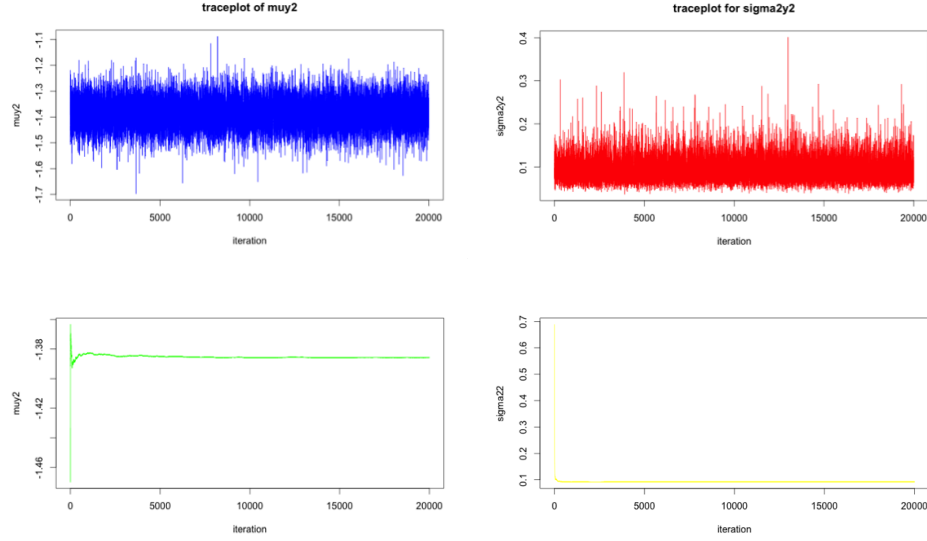 traceplot of muy2
muy2
-1.1
-1.2
-1.3
-1.4
-1.5
-1.6
-1.7
0 5000 10000 15000 20000
iteration
traceplot for sigma2y2
sigma2y2
0.4
0.3
0.2
0.1
0 5000 10000 15000 20000
iteration
muy2
-1.38
-1.42
-1.46
0 5000 10000 15000 20000
iteration
sigma22
0.7
0.6
0.5
0.4
0.3
0.2
0.1
0 5000 10000 15000 20000
iteration